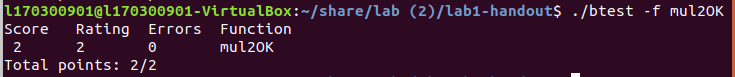 l170300901@l170300901-VirtualBox:~/share/lab (2)/lab1-handout$ ./btest -f mul2OK
Score Rating Errors Function
2 2 0 mul2OK
Total points: 2/2